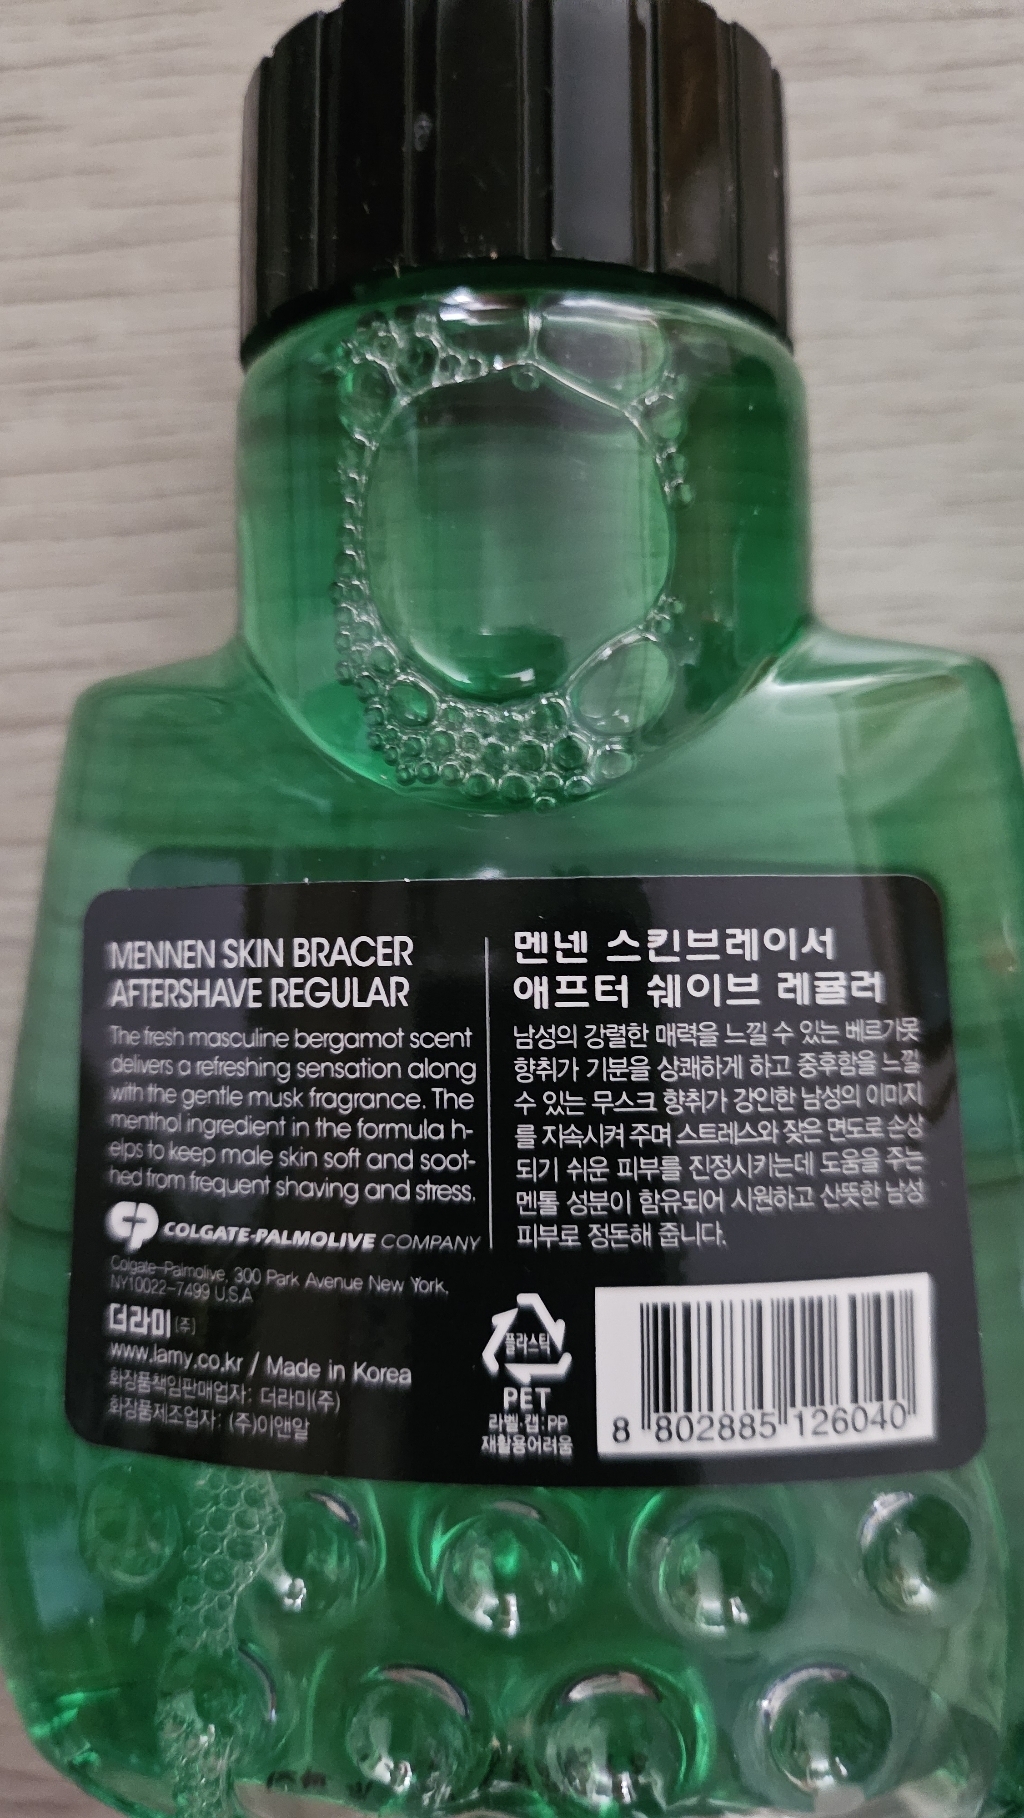 MENNEN SKIN BRACER
AFTERSHAVE REGULAR
The fresh masculine bergamot scent
delivers a refreshing sensation along
with the gentle musk fragrance. The
menthol ingredient in the formula h-
elps to keep male skin soft and soot-
hed from frequent shaving and stress.
CP COLGATE-PALMOLIVE COMPANY
Colgate-Palmolive, 300 Park Avenue New York,
NY10022-7499 U.S.A
더라미(주)
www.lamy.co.kr / Made in Korea
화장품책임판매업자: 더라미(주)
화장품제조업자: (주)이앤알
멘넨 스킨브레이서
애프터 쉐이브 레귤러
남성의 강렬한 매력을 느낄 수 있는 베르가못
향취가 기분을 상쾌하게 하고 중후함을 느낄
수 있는 무스크 향취가 강인한 남성의 이미지
를 지속시켜 주며 스트레스와 잦은 면도로 손상
되기 쉬운 피부를 진정시키는데 도움을 주는
멘톨 성분이 함유되어 시원하고 산뜻한 남성
피부로 정돈해 줍니다.
플라스틱
PET
라벨·캡:PP
재활용어려움
8 802885 126040